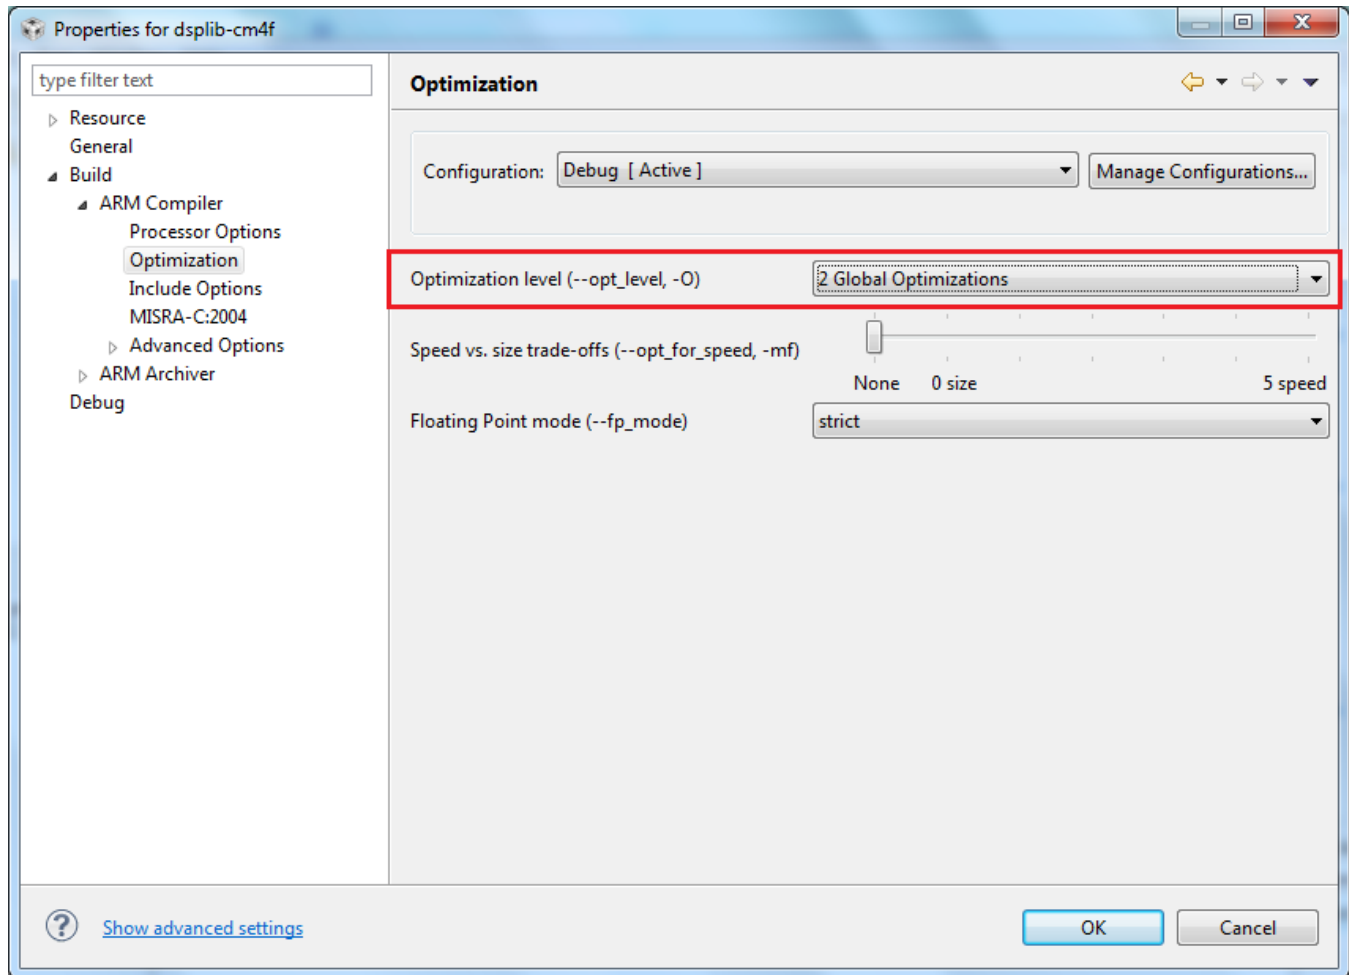 Properties for dsplib-cm4f
type filter text
Resource
General
Build
ARM Compiler
Processor Options
Optimization
Include Options
MISRA-C:2004
Advanced Options
ARM Archiver
Debug
Optimization
Configuration: Debug [ Active ] Manage Configurations...
Optimization level (--opt_level, -O) 2 Global Optimizations
Speed vs. size trade-offs (--opt_for_speed, -mf)
None 0 size 5 speed
Floating Point mode (--fp_mode) strict
? Show advanced settings OK Cancel